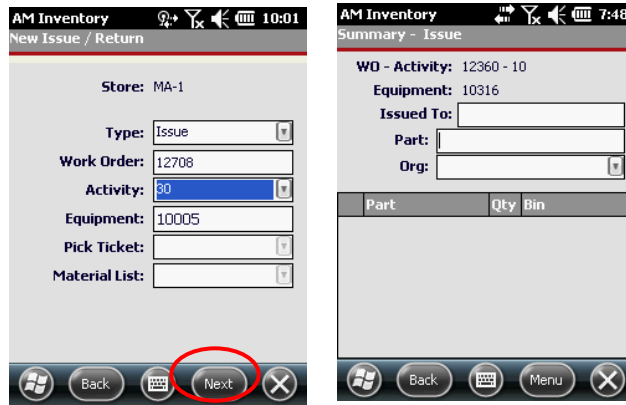 AM Inventory 10:01
New Issue / Return
Store: MA-1
Type: Issue
Work Order: 12708
Activity: 30
Equipment: 10005
Pick Ticket:
Material List:
Back Next
AM Inventory 7:48
Summary - Issue
WO - Activity: 12360 - 10
Equipment: 10316
Issued To:
Part:
Org:
Part Qty Bin
Back Menu